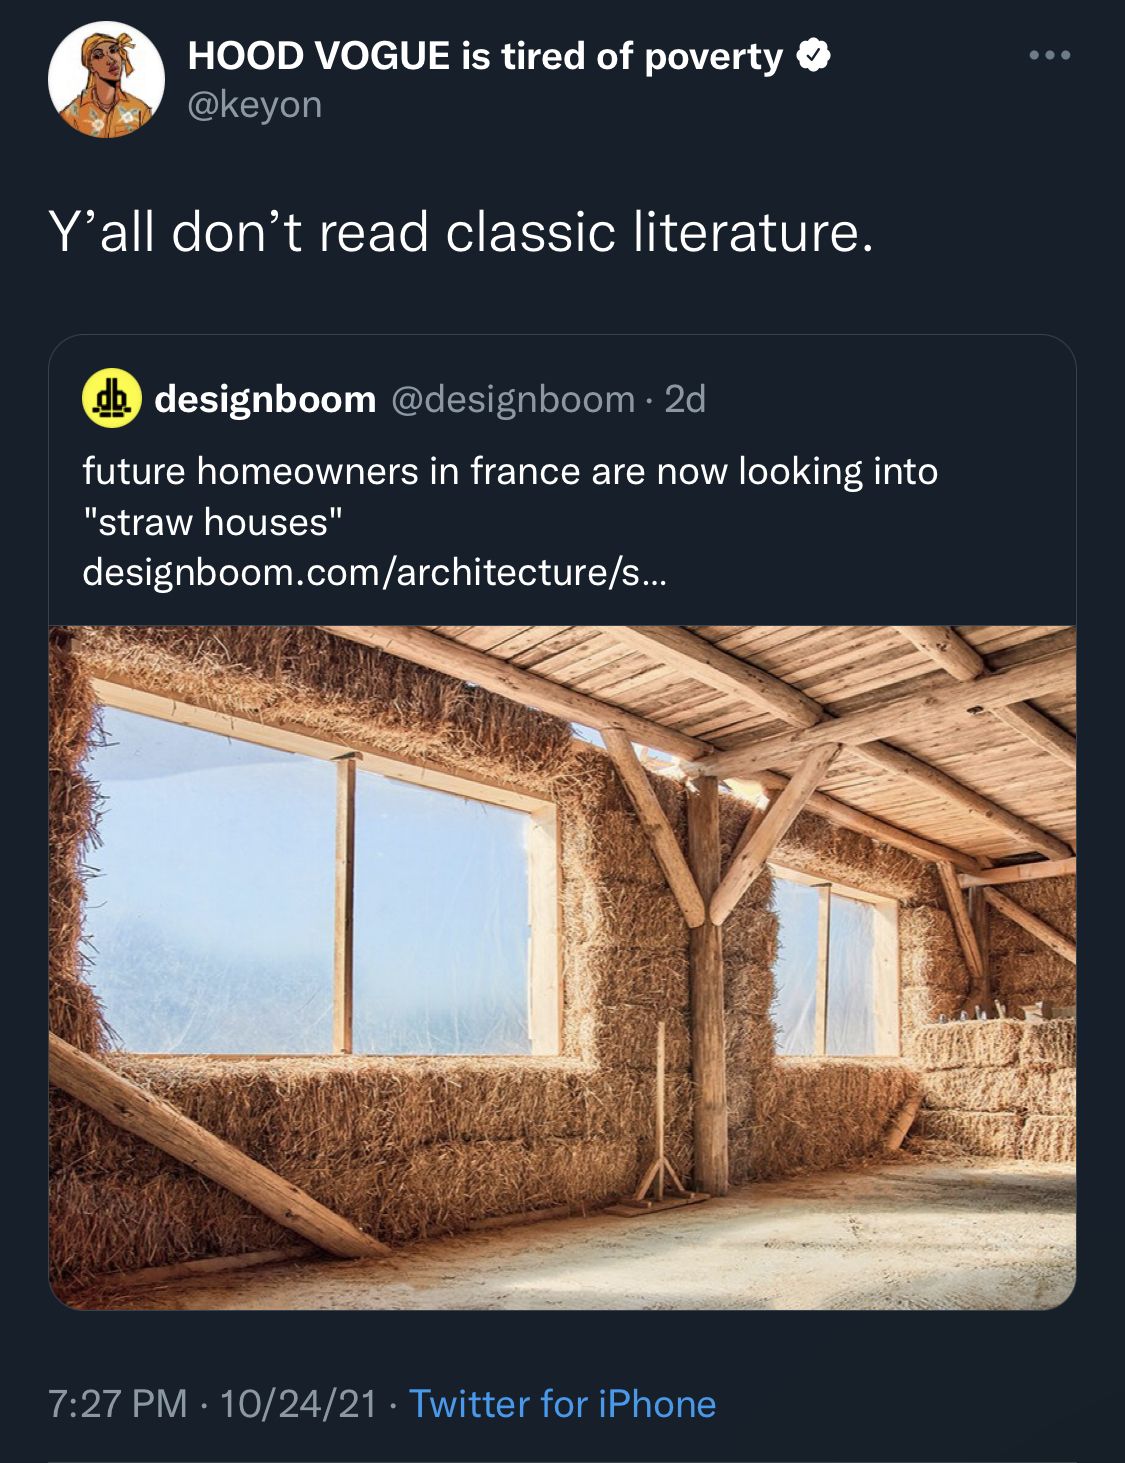 HOOD VOGUE is tired of poverty
@keyon
Y’all don’t read classic literature.
db
designboom @designboom · 2d
future homeowners in france are now looking into
"straw houses"
designboom.com/architecture/s...
7:27 PM · 10/24/21 · Twitter for iPhone